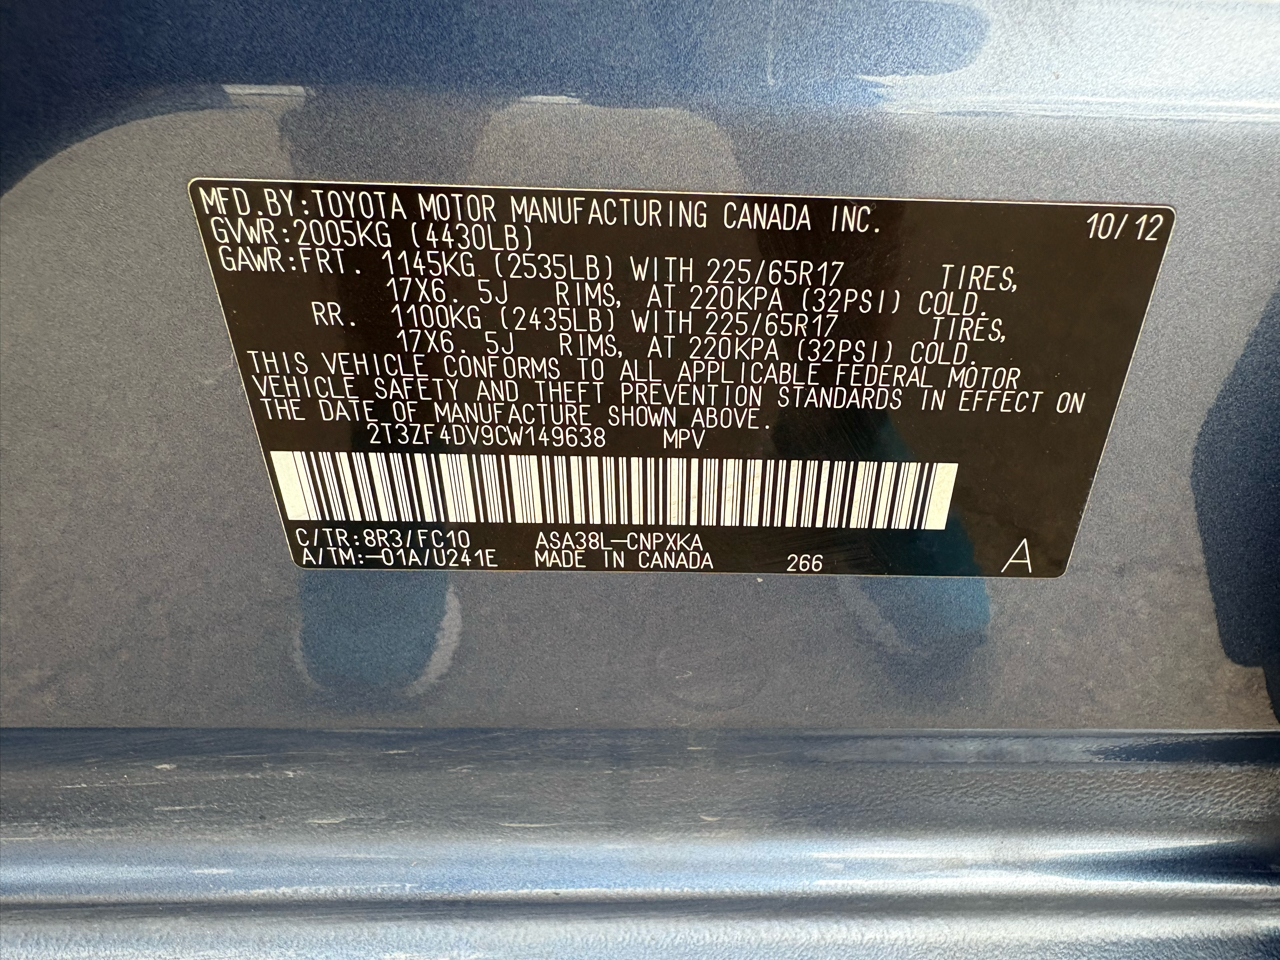 MFD.BY:TOYOTA MOTOR MANUFACTURING CANADA INC. 10/12
GVWR:2005KG (4430LB)
GAWR:FRT. 1145KG (2535LB) WITH 225/65R17 TIRES,
17X6.5J RIMS, AT 220KPA (32PSI) COLD.
RR. 1100KG (2435LB) WITH 225/65R17 TIRES,
17X6.5J RIMS, AT 220KPA (32PSI) COLD.
THIS VEHICLE CONFORMS TO ALL APPLICABLE FEDERAL MOTOR
VEHICLE SAFETY AND THEFT PREVENTION STANDARDS IN EFFECT ON
THE DATE OF MANUFACTURE SHOWN ABOVE.
2T3ZF4DV9CW149638 MPV
C/TR:8R3/FC10 ASA38L-CNPXKA
A/TM:-01A/U241E MADE IN CANADA 266 A